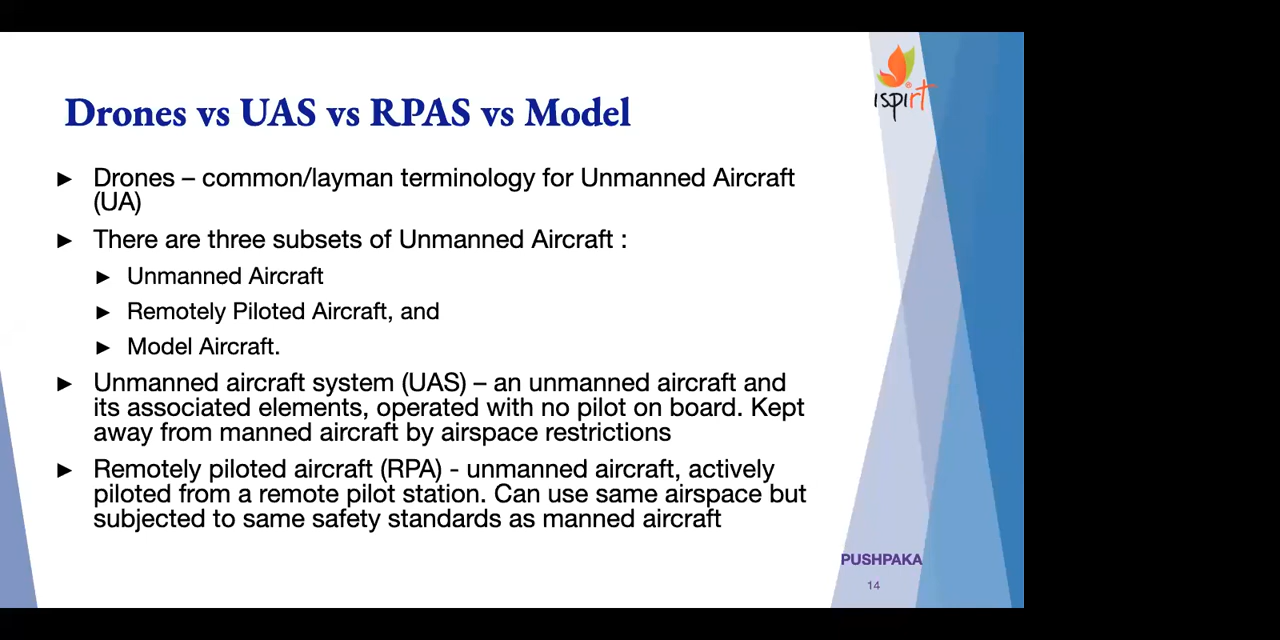 ispirt
Drones vs UAS vs RPAS vs Model
► Drones – common/layman terminology for Unmanned Aircraft
(UA)
► There are three subsets of Unmanned Aircraft :
► Unmanned Aircraft
► Remotely Piloted Aircraft, and
► Model Aircraft.
► Unmanned aircraft system (UAS) – an unmanned aircraft and
its associated elements, operated with no pilot on board. Kept
away from manned aircraft by airspace restrictions
► Remotely piloted aircraft (RPA) - unmanned aircraft, actively
piloted from a remote pilot station. Can use same airspace but
subjected to same safety standards as manned aircraft
PUSHPAKA
14